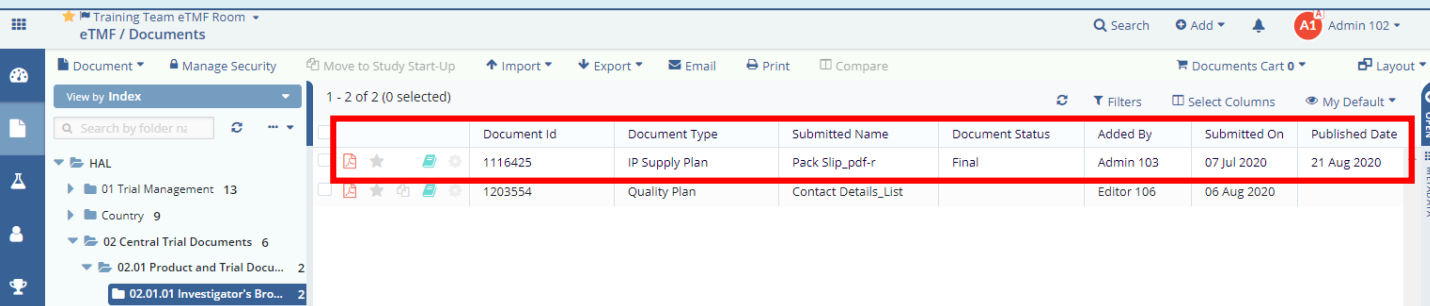 Training Team eTMF Room
eTMF / Documents
Search Add A1 A Admin 102
Document Manage Security Move to Study Start-Up Import Export Email Print Compare Documents Cart 0 Layout
View by Index
1 - 2 of 2 (0 selected)
Filters Select Columns My Default
Search by folder na
OPEN
Document Id Document Type Submitted Name Document Status Added By Submitted On Published Date
HAL
1116425 IP Supply Plan Pack Slip_pdf-r Final Admin 103 07 Jul 2020 21 Aug 2020
01 Trial Management 13
1203554 Quality Plan Contact Details_List Editor 106 06 Aug 2020
METADATA
Country 9
02 Central Trial Documents 6
02.01 Product and Trial Docu... 2
02.01.01 Investigator's Bro... 2